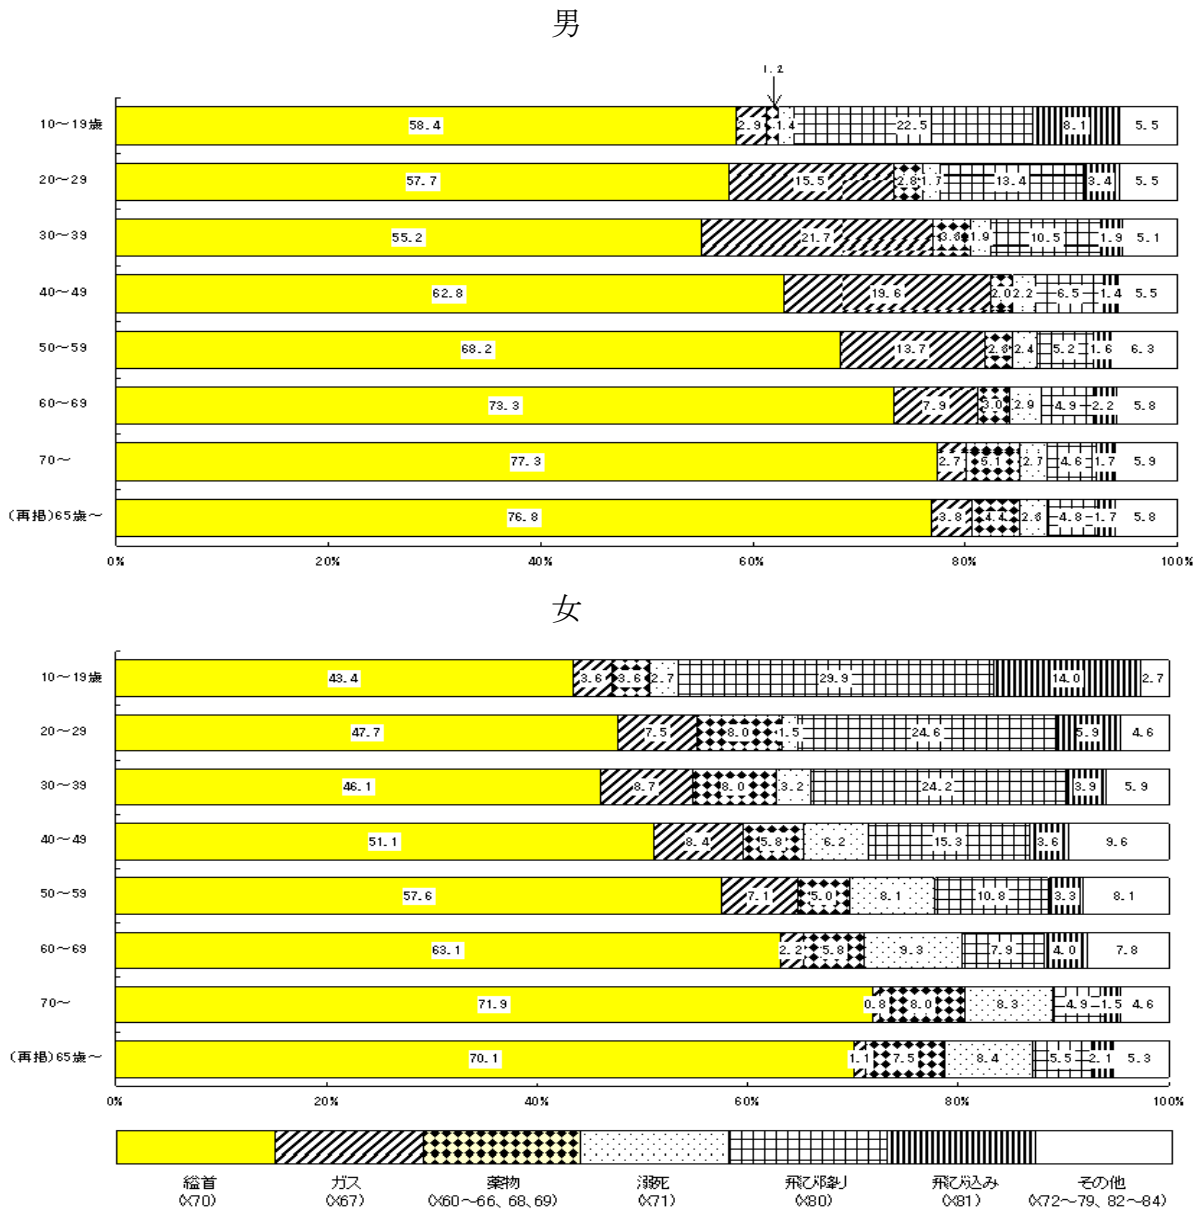 男
1.2
10～19歳 58.4 2.9 1.4 22.5 8.1 5.5
20～29 57.7 15.5 2.8 1.7 13.4 3.4 5.5
30～39 55.2 21.7 3.6 1.9 10.5 1.9 5.1
40～49 62.8 19.6 2.0 2.2 6.5 1.4 5.5
50～59 68.2 13.7 2.6 2.4 5.2 1.6 6.3
60～69 73.3 7.9 3.0 2.9 4.9 2.2 5.8
70～ 77.3 2.7 5.1 2.7 4.6 1.7 5.9
(再掲)65歳～ 76.8 3.8 4.4 2.6 4.8 1.7 5.8
0% 20% 40% 60% 80% 100%
女
10～19歳 43.4 3.6 3.6 2.7 29.9 14.0 2.7
20～29 47.7 7.5 8.0 1.5 24.6 5.9 4.6
30～39 46.1 8.7 8.0 3.2 24.2 3.9 5.9
40～49 51.1 8.4 5.8 6.2 15.3 3.6 9.6
50～59 57.6 7.1 5.0 8.1 10.8 3.3 8.1
60～69 63.1 2.2 5.8 9.3 7.9 4.0 7.8
70～ 71.9 0.8 8.0 8.3 4.9 1.5 4.6
(再掲)65歳～ 70.1 1.1 7.5 8.4 5.5 2.1 5.3
0% 20% 40% 60% 80% 100%
縊首 ガス 薬物 溺死 飛び降り 飛び込み その他
(X70) (X67) (X60～66、68、69) (X71) (X80) (X81) (X72～79、82～84)